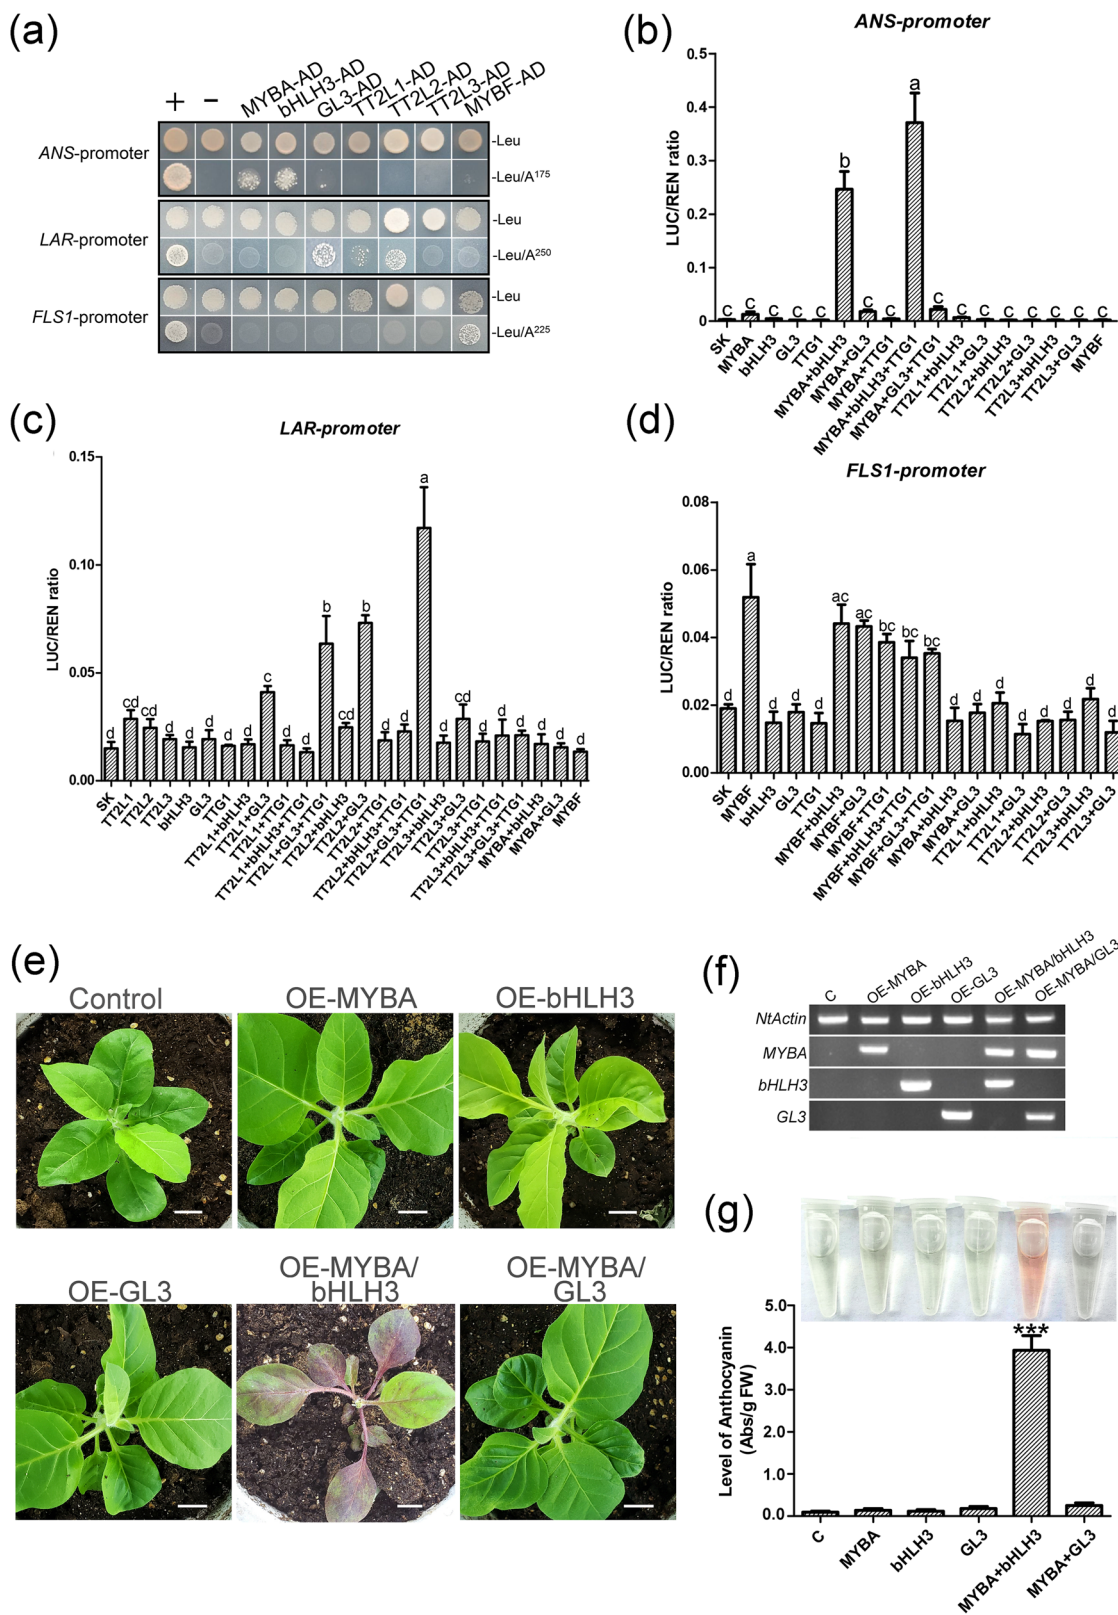 (a)
+ − MYBA-AD bHLH3-AD GL3-AD TT2L1-AD TT2L2-AD TT2L3-AD MYBF-AD
ANS-promoter
-Leu
-Leu/A175
LAR-promoter
-Leu
-Leu/A250
FLS1-promoter
-Leu
-Leu/A225
(b)
ANS-promoter
LUC/REN ratio
0.5
0.4
0.3
0.2
0.1
0
C C C C C b C C a C C C C C C C C
SK
MYBA
bHLH3
GL3
TTG1
MYBA+bHLH3
MYBA+GL3
MYBA+TTG1
MYBA+bHLH3+TTG1
MYBA+GL3+TTG1
TT2L1+bHLH3
TT2L1+GL3
TT2L2+bHLH3
TT2L2+GL3
TT2L3+bHLH3
TT2L3+GL3
MYBF
(c)
LAR-promoter
LUC/REN ratio
0.15
0.10
0.05
0.00
d cd cd d d d d d c d d b cd b d d a d cd d d d d d d
SK
TT2L1
TT2L2
TT2L3
bHLH3
GL3
TTG1
TT2L1+bHLH3
TT2L1+GL3
TT2L1+TTG1
TT2L1+bHLH3+TTG1
TT2L1+GL3+TTG1
TT2L2+bHLH3
TT2L2+GL3
TT2L2+TTG1
TT2L2+bHLH3+TTG1
TT2L2+GL3+TTG1
TT2L3+bHLH3
TT2L3+GL3
TT2L3+TTG1
TT2L3+bHLH3+TTG1
TT2L3+GL3+TTG1
MYBA+bHLH3
MYBA+GL3
MYBF
(d)
FLS1-promoter
LUC/REN ratio
0.08
0.06
0.04
0.02
0.00
d a d d d ac ac bc bc bc d d d d d d d d
SK
MYBF
bHLH3
GL3
TTG1
MYBF+bHLH3
MYBF+GL3
MYBF+TTG1
MYBF+bHLH3+TTG1
MYBF+GL3+TTG1
MYBA+bHLH3
MYBA+GL3
TT2L1+bHLH3
TT2L1+GL3
TT2L2+bHLH3
TT2L2+GL3
TT2L3+bHLH3
TT2L3+GL3
(e)
Control
OE-MYBA
OE-bHLH3
OE-GL3
OE-MYBA/
bHLH3
OE-MYBA/
GL3
(f)
C OE-MYBA OE-bHLH3 OE-GL3 OE-MYBA/bHLH3 OE-MYBA/GL3
NtActin
MYBA
bHLH3
GL3
(g)
Level of Anthocyanin
(Abs/g FW)
5.0
4.0
3.0
2.0
1.0
0.0
***
C
MYBA
bHLH3
GL3
MYBA+bHLH3
MYBA+GL3